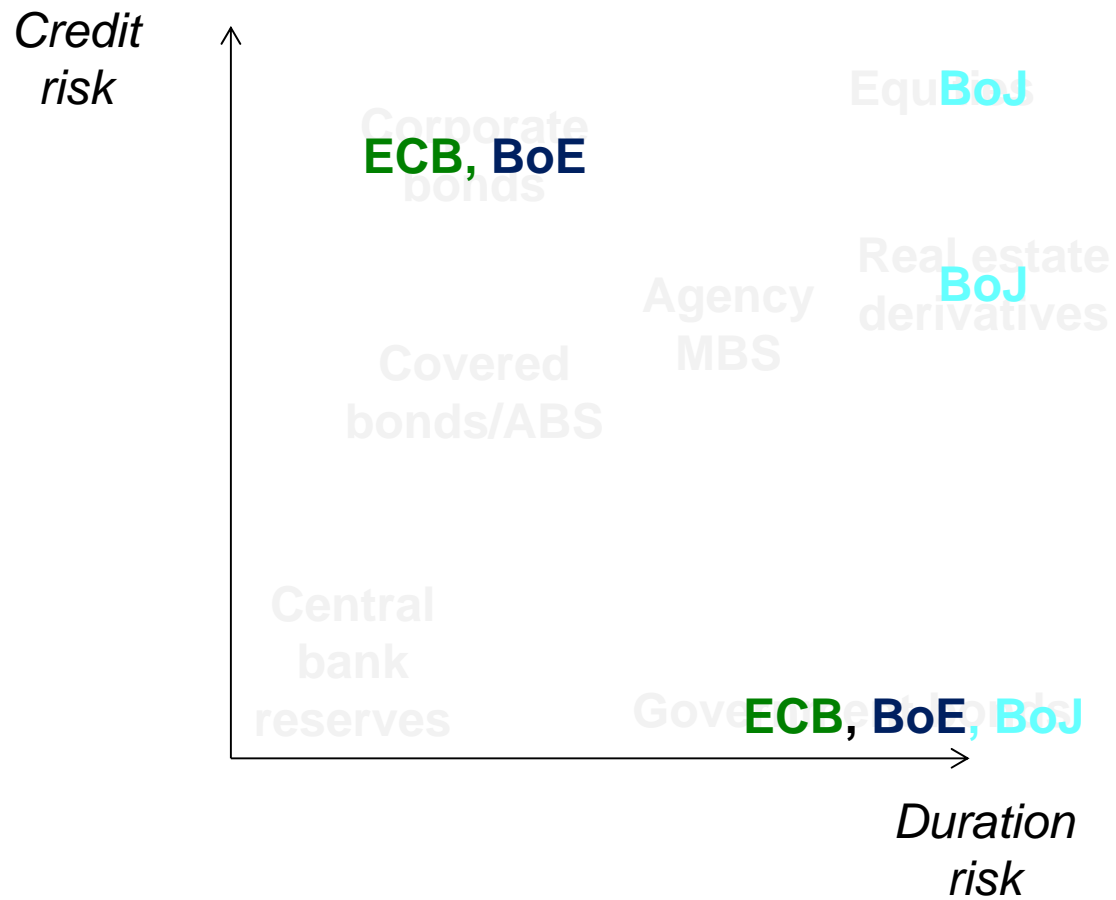 Credit
risk
Equities
BoJ
Corporate
bonds
ECB, BoE
Real estate
derivatives
BoJ
Agency
MBS
Covered
bonds/ABS
Central
bank
reserves
Government bonds
ECB, BoE, BoJ
Duration
risk